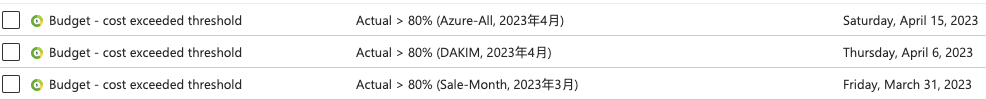 Budget - cost exceeded threshold Actual > 80% (Azure-All, 2023年4月) Saturday, April 15, 2023
Budget - cost exceeded threshold Actual > 80% (DAKIM, 2023年4月) Thursday, April 6, 2023
Budget - cost exceeded threshold Actual > 80% (Sale-Month, 2023年3月) Friday, March 31, 2023